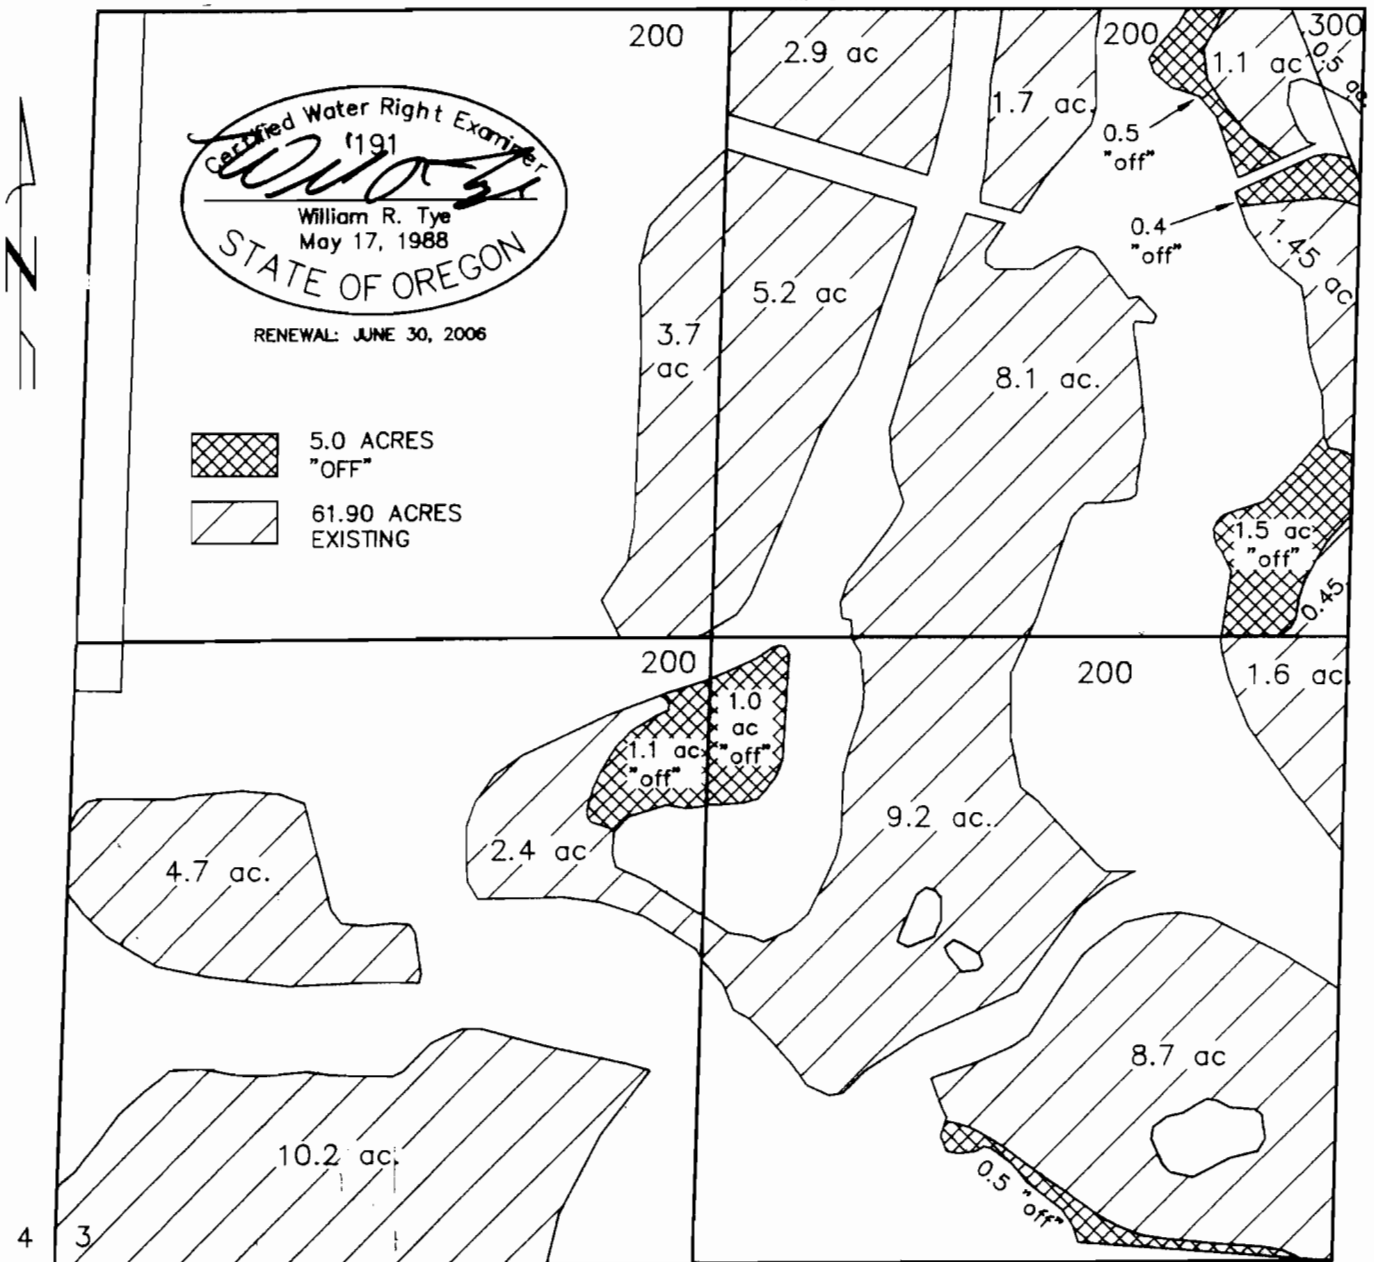 200
2.9 ac
1.7 ac.
200
1.1 ac
.300
0.5 ac
0.5
"off"
0.4
"off"
1.45 ac
Certified Water Right Examiner
191
William R. Tye
May 17, 1988
STATE OF OREGON
RENEWAL: JUNE 30, 2006
N
3.7
ac
5.2 ac
8.1 ac.
5.0 ACRES
"OFF"
61.90 ACRES
EXISTING
1.5 ac
"off"
0.45
200
200
1.6 ac.
1.0
ac
"off"
1.1 ac
"off"
2.4 ac
9.2 ac.
4.7 ac.
8.7 ac
10.2 ac.
0.5 "off"
4 3